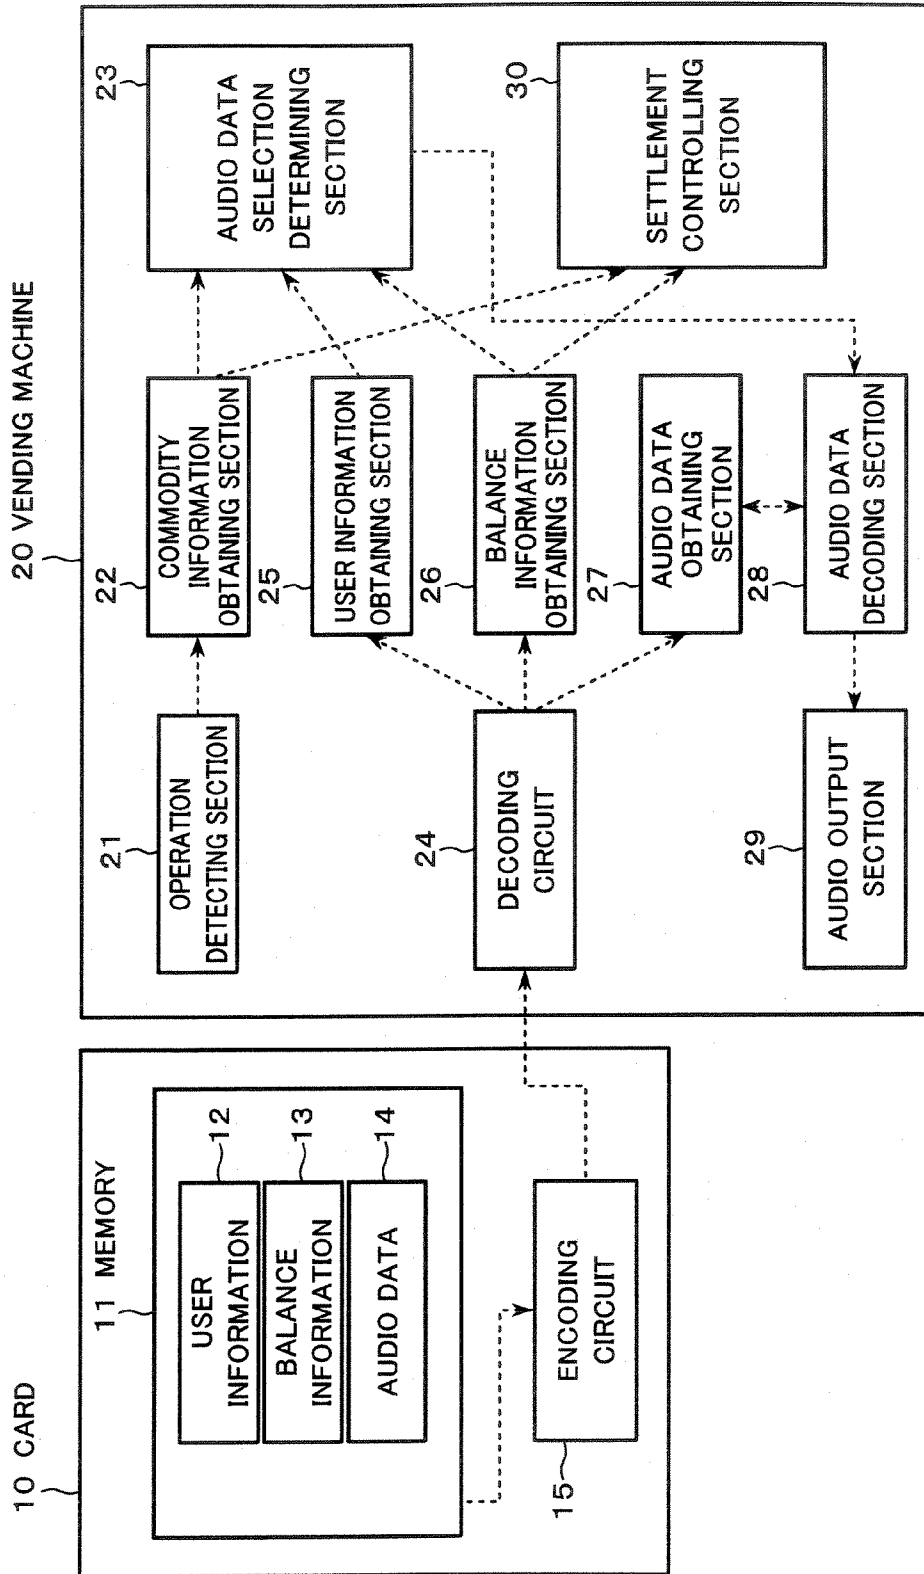 10 CARD
11 MEMORY
USER
INFORMATION
12
BALANCE
INFORMATION
13
AUDIO DATA
14
ENCODING
CIRCUIT
15
20 VENDING MACHINE
21
OPERATION
DETECTING SECTION
22
COMMODITY
INFORMATION
OBTAINING SECTION
23
AUDIO DATA
SELECTION
DETERMINING
SECTION
24
DECODING
CIRCUIT
25
USER INFORMATION
OBTAINING SECTION
26
BALANCE
INFORMATION
OBTAINING SECTION
27
AUDIO DATA
OBTAINING
SECTION
28
AUDIO DATA
DECODING SECTION
29
AUDIO OUTPUT
SECTION
30
SETTLEMENT
CONTROLLING
SECTION